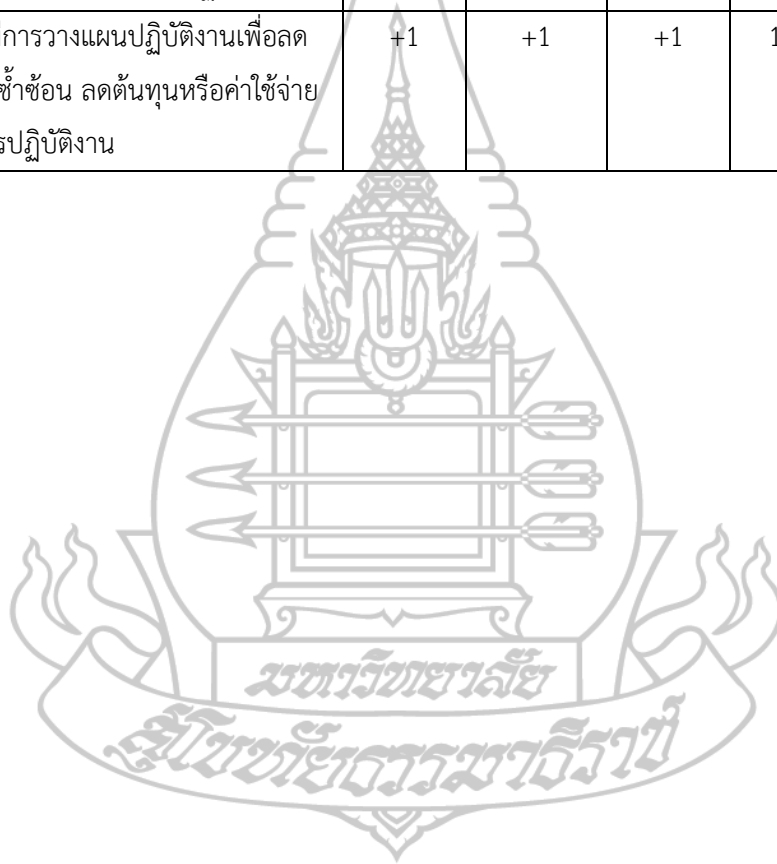 การวางแผนปฏิบัติงานเพื่อลด +1 +1 +1 1
ซ้ำซ้อน ลดต้นทุนหรือค่าใช้จ่าย
รปฏิบัติงาน
มหาวิทยาลัย
สุโขทัยธรรมาธิราช